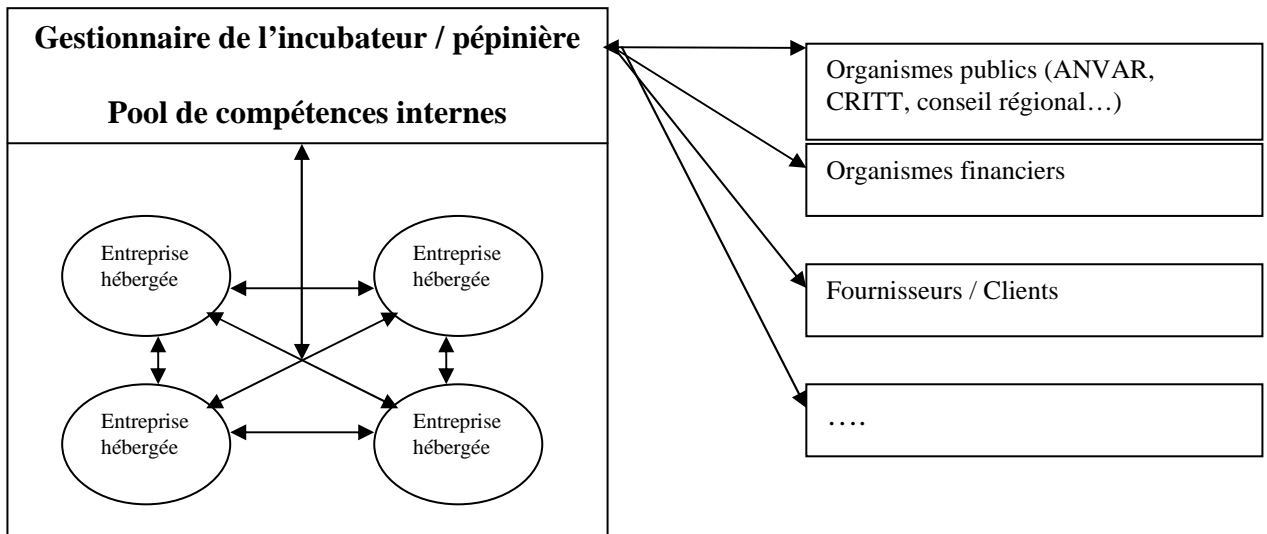 Gestionnaire de l’incubateur / pépinière
Pool de compétences internes
Entreprise
hébergée
Entreprise
hébergée
Entreprise
hébergée
Entreprise
hébergée
Organismes publics (ANVAR,
CRITT, conseil régional…)
Organismes financiers
Fournisseurs / Clients
….